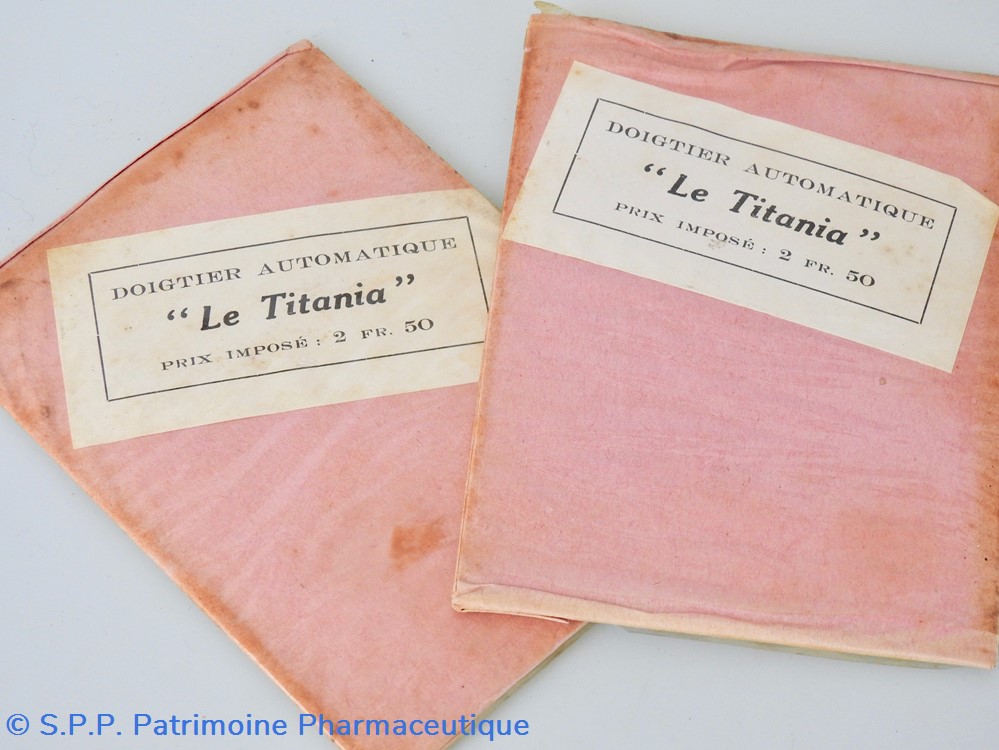 DOIGTIER AUTOMATIQUE
“Le Titania”
PRIX IMPOSÉ : 2 FR. 50
DOIGTIER AUTOMATIQUE
“Le Titania”
PRIX IMPOSÉ : 2 FR. 50
© S.P.P. Patrimoine Pharmaceutique